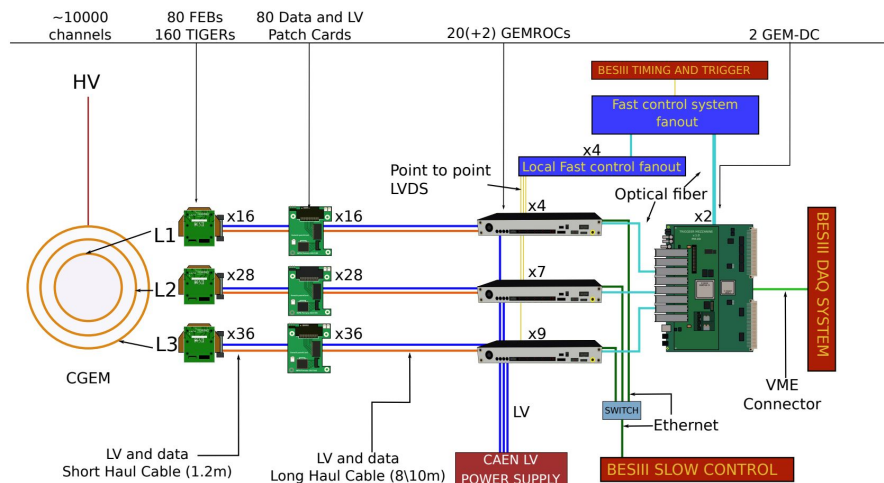 ~10000
channels
80 FEBs
160 TIGERs
80 Data and LV
Patch Cards
20(+2) GEMROCs
2 GEM-DC
HV
BESIII TIMING AND TRIGGER
Fast control system
fanout
x4
Local Fast control fanout
Point to point
LVDS
Optical fiber
x16
x16
x4
x2
L1
x28
x28
x7
L2
x36
x36
x9
L3
CGEM
BESIII DAQ SYSTEM
VME
Connector
SWITCH
Ethernet
LV
LV and data
Short Haul Cable (1.2m)
LV and data
Long Haul Cable (8\10m)
CAEN LV
POWER SUPPLY
BESIII SLOW CONTROL